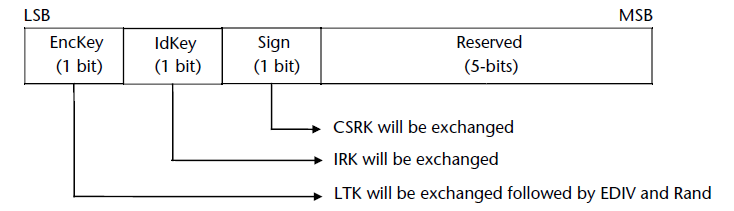 LSB MSB
EncKey IdKey Sign Reserved
(1 bit) (1 bit) (1 bit) (5-bits)
CSRK will be exchanged
IRK will be exchanged
LTK will be exchanged followed by EDIV and Rand